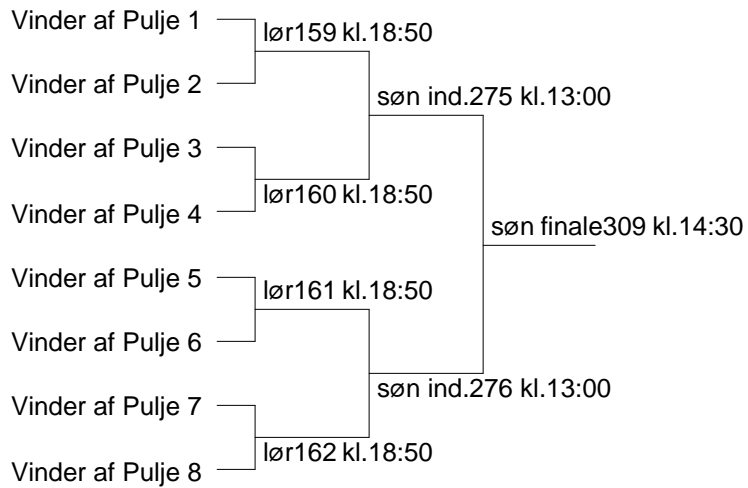 Vinder af Pulje 1
lør159 kl.18:50
Vinder af Pulje 2
søn ind.275 kl.13:00
Vinder af Pulje 3
lør160 kl.18:50
Vinder af Pulje 4
søn finale309 kl.14:30
Vinder af Pulje 5
lør161 kl.18:50
Vinder af Pulje 6
søn ind.276 kl.13:00
Vinder af Pulje 7
lør162 kl.18:50
Vinder af Pulje 8